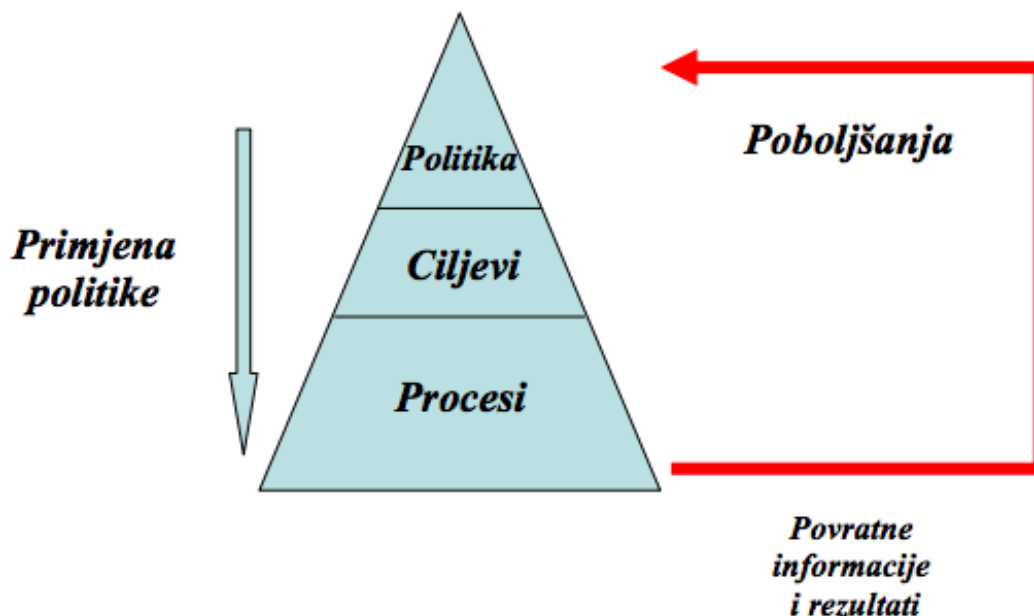 Politika
Ciljevi
Procesi
Primjena
politike
Poboljšanja
Povratne
informacije
i rezultati